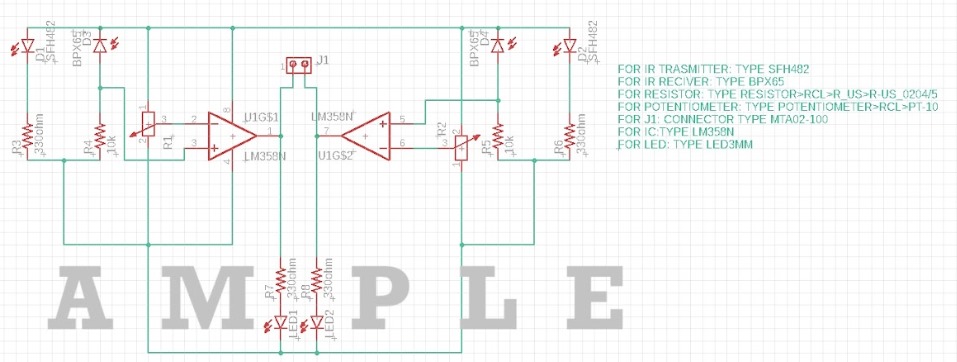 D1
SFH482
BPX65
D3
BPX65
D4
D2
SFH482
1
J1
FOR IR TRASMITTER: TYPE SFH482
FOR IR RECIVER: TYPE BPX65
FOR RESISTOR: TYPE RESISTOR>RCL>R_US>R-US_0204/5
FOR POTENTIOMETER: TYPE POTENTIOMETER>RCL>PT-10
FOR J1: CONNECTOR TYPE MTA02-100
FOR IC:TYPE LM358N
FOR LED: TYPE LED3MM
R3
330ohm
R4
10k
1
3
2
R1
2
3
8
4
1
U1G$1
LM358N
LM358N
7
U1G$2
5
6
R2
2
3
1
R5
10k
R6
330ohm
R7
330ohm
R8
330ohm
LED1
LED2
AMPLE